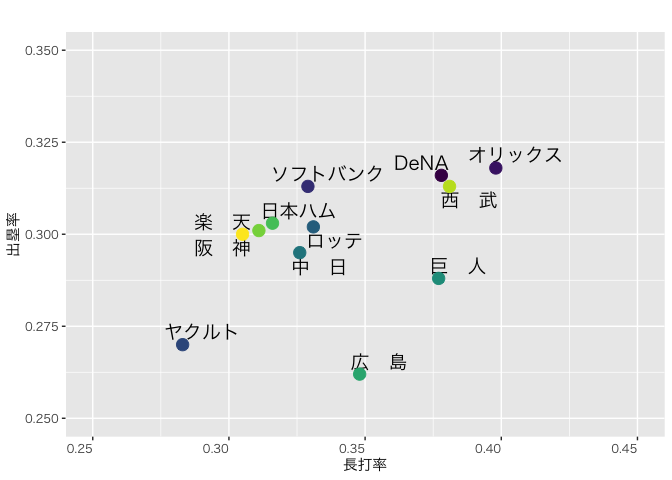 0.350
0.325
0.300
0.275
0.250
出塁率
オリックス
DeNA
ソフトバンク
西　武
日本ハム
楽　天
ロッテ
阪　神
中　日
巨　人
ヤクルト
広　島
0.25
0.30
0.35
0.40
0.45
長打率